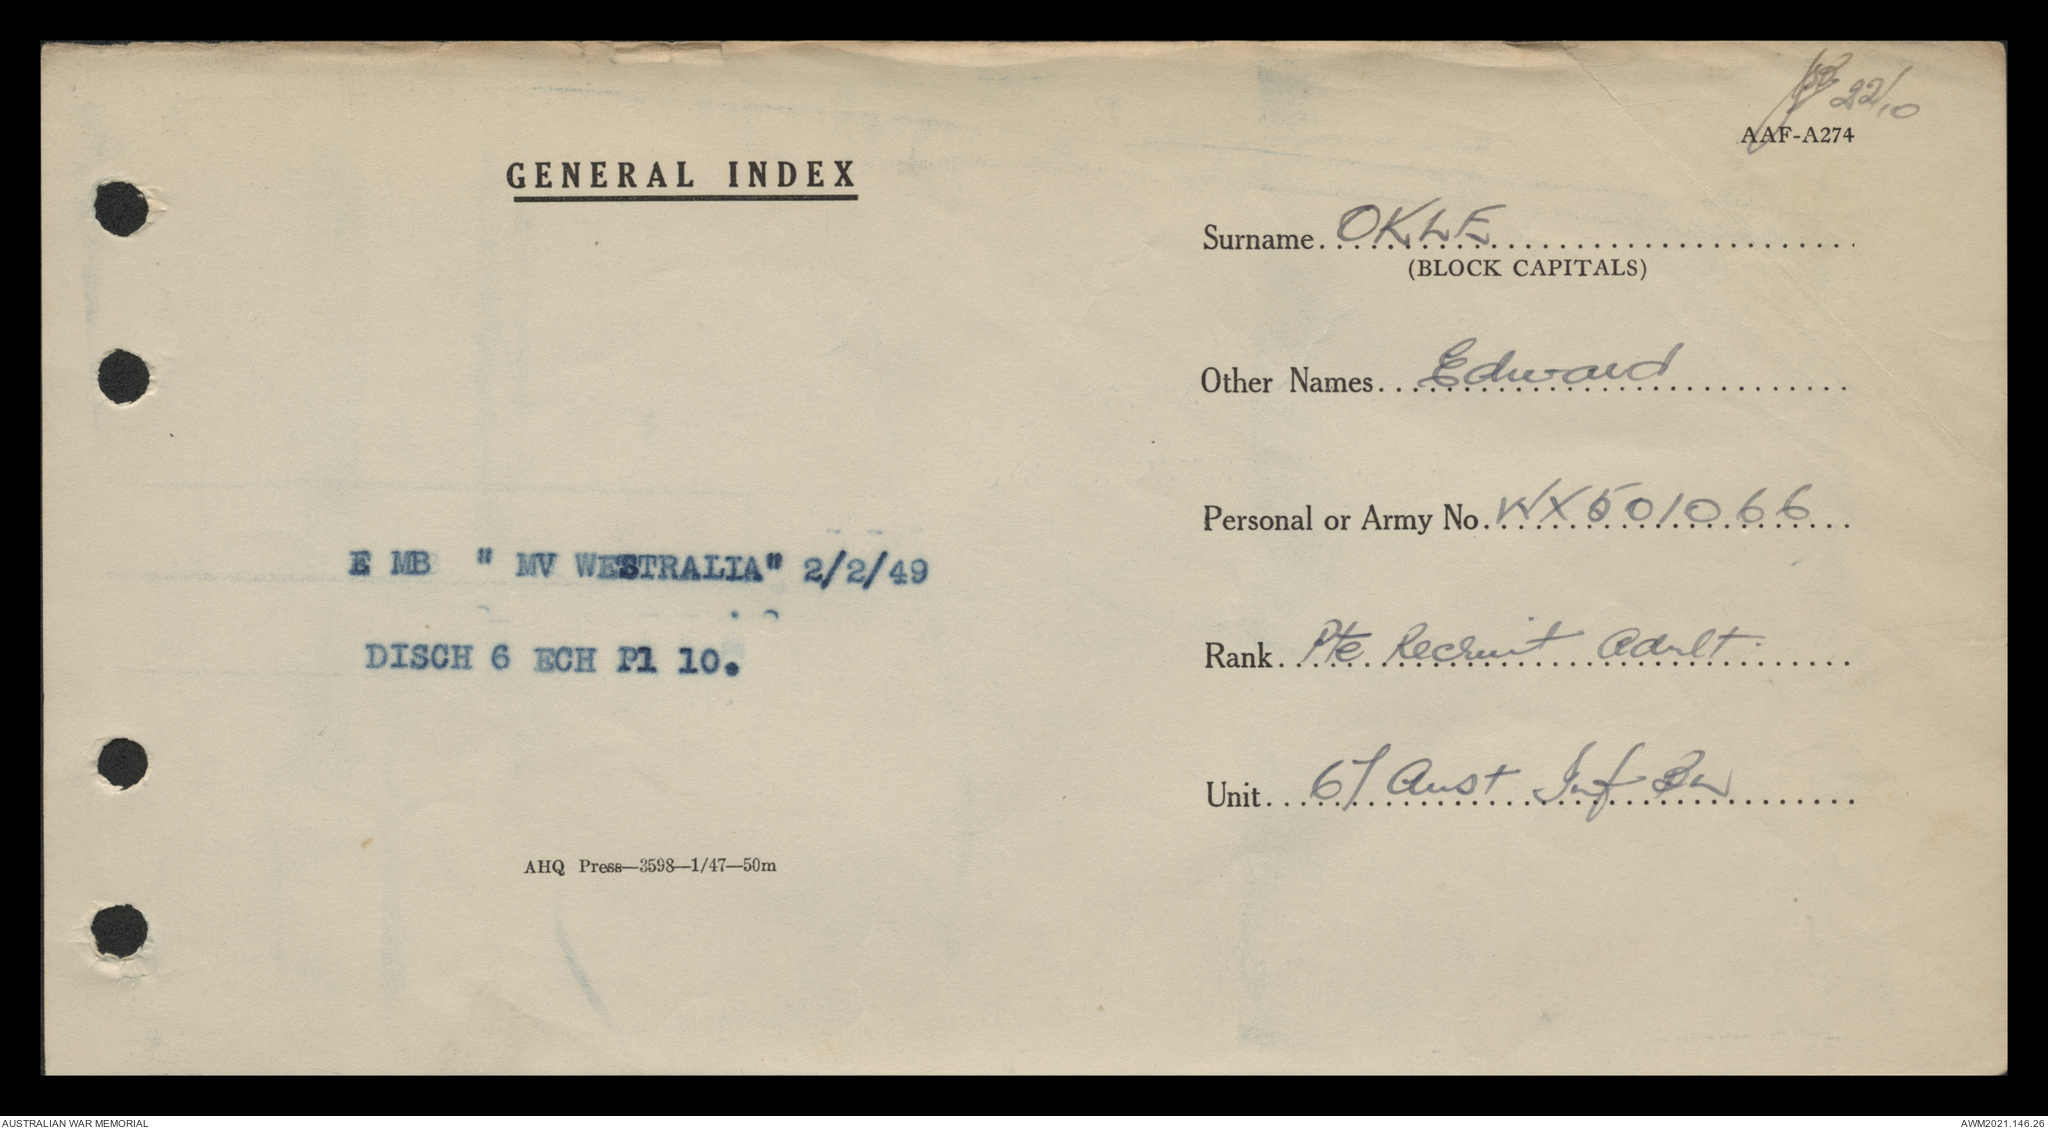 22/10
AAF-A274
GENERAL INDEX
Surname OKLE
(BLOCK CAPITALS)
Other Names Edward
Personal or Army No. WX501066
Rank Pte Recruit Adult
Unit 67 Aust Inf Bn
E MB " MV WESTRALIA" 2/2/49
DISCH 6 ECH Pl 10.
AHQ Press—3598—1/47—50m
AUSTRALIAN WAR MEMORIAL
AWM2021.146.26